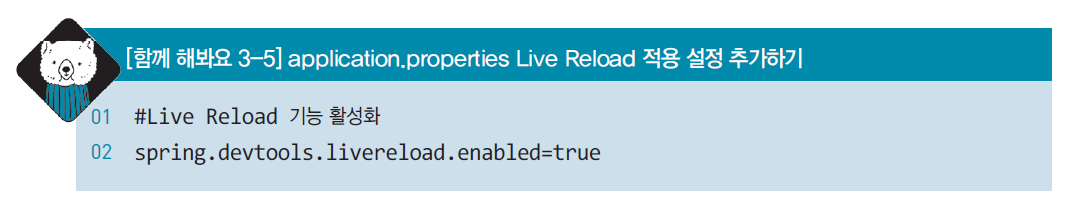 [함께 해봐요 3-5] application.properties Live Reload 적용 설정 추가하기
01 #Live Reload 기능 활성화
02 spring.devtools.livereload.enabled=true